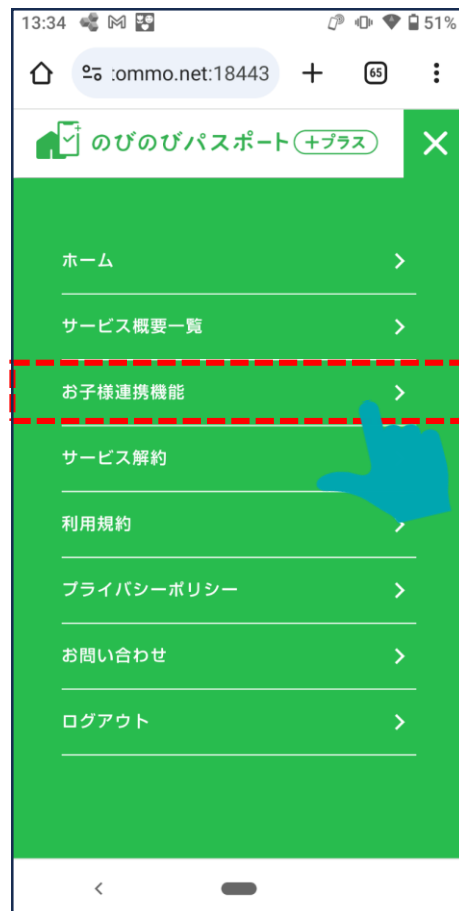 13:34 51%
:ommo.net:18443 65
のびのびパスポート +プラス
ホーム
サービス概要一覧
お子様連携機能
サービス解約
利用規約
プライバシーポリシー
お問い合わせ
ログアウト